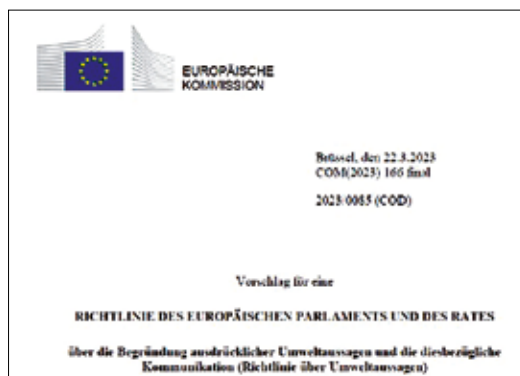 EUROPÄISCHE
KOMMISSION
Brüssel, den 22.3.2023
COM(2023) 166 final
2023/0085 (COD)
Vorschlag für eine
RICHTLINIE DES EUROPÄISCHEN PARLAMENTS UND DES RATES
über die Begründung ausdrücklicher Umweltaussagen und die diesbezügliche
Kommunikation (Richtlinie über Umweltaussagen)